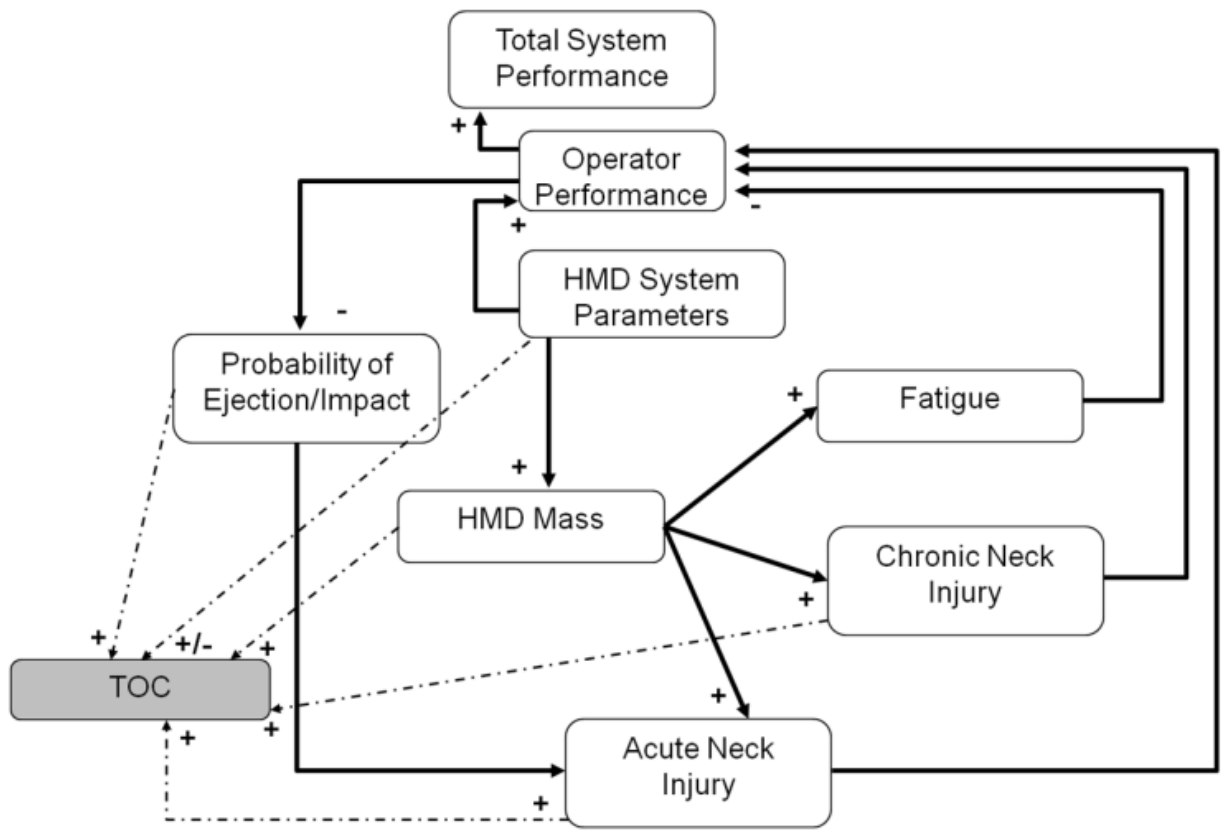 Total System
Performance
+
Operator
Performance
-
+
HMD System
Parameters
-
Probability of
Ejection/Impact
+
Fatigue
+
HMD Mass
Chronic Neck
Injury
+
+
+/-
+
TOC
+
+
+
Acute Neck
Injury
+